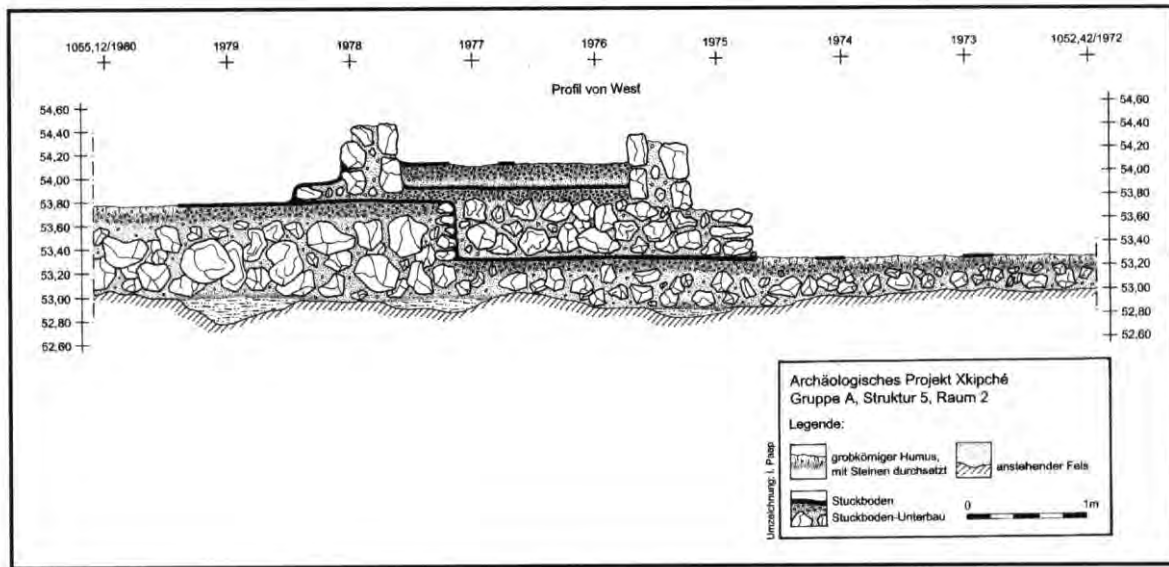 1055,12/1980 1979 1978 1977 1976 1975 1974 1973 1052,42/1972
Profil von West
54,60 54,60
54,40 54,40
54,20 54,20
54,00 54,00
53,80 53,80
53,60 53,60
53,40 53,40
53,20 53,20
53,00 53,00
52,80 52,80
52,60 52,60
Archäologisches Projekt Xkipché
Gruppe A, Struktur 5, Raum 2
Legende:
grobkörniger Humus,
mit Steinen durchsetzt
anstehender Fels
Stuckboden
Stuckboden-Unterbau
0 1m
Umzeichnung: I. Paap